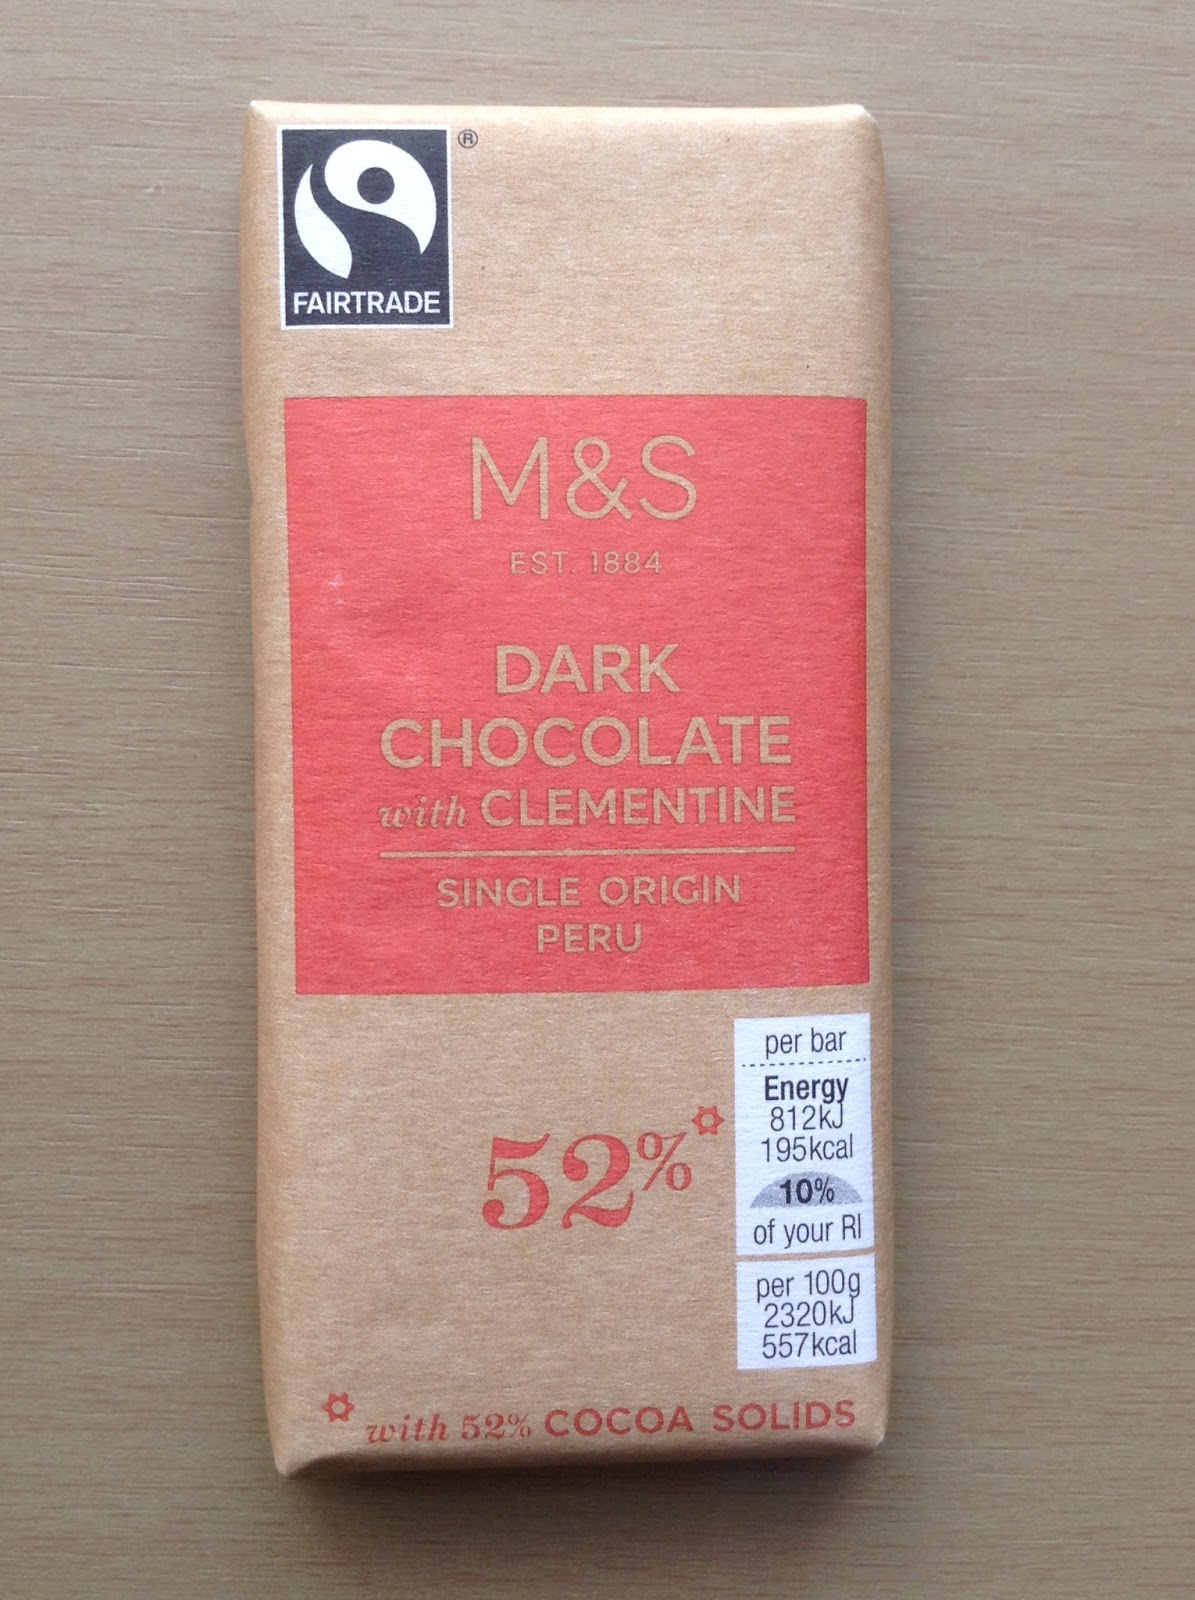 ®
FAIRTRADE
M&S
EST. 1884
DARK
CHOCOLATE
with CLEMENTINE
SINGLE ORIGIN
PERU
per bar
Energy
812kJ
195kcal
10%
of your RI
52%
per 100g
2320kJ
557kcal
with 52% COCOA SOLIDS